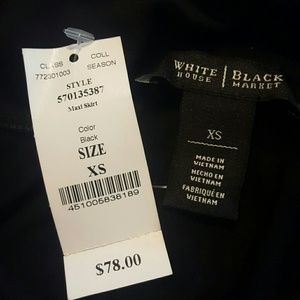 CLASS COLL
772301003 SEASON
STYLE
570135387
Maxi Skirt
Color
Black
SIZE
XS
451005838189
$78.00
WHITE | BLACK
HOUSE | MARKET
XS
MADE IN
VIETNAM
HECHO EN
VIETNAM
FABRIQUÉ EN
VIETNAM